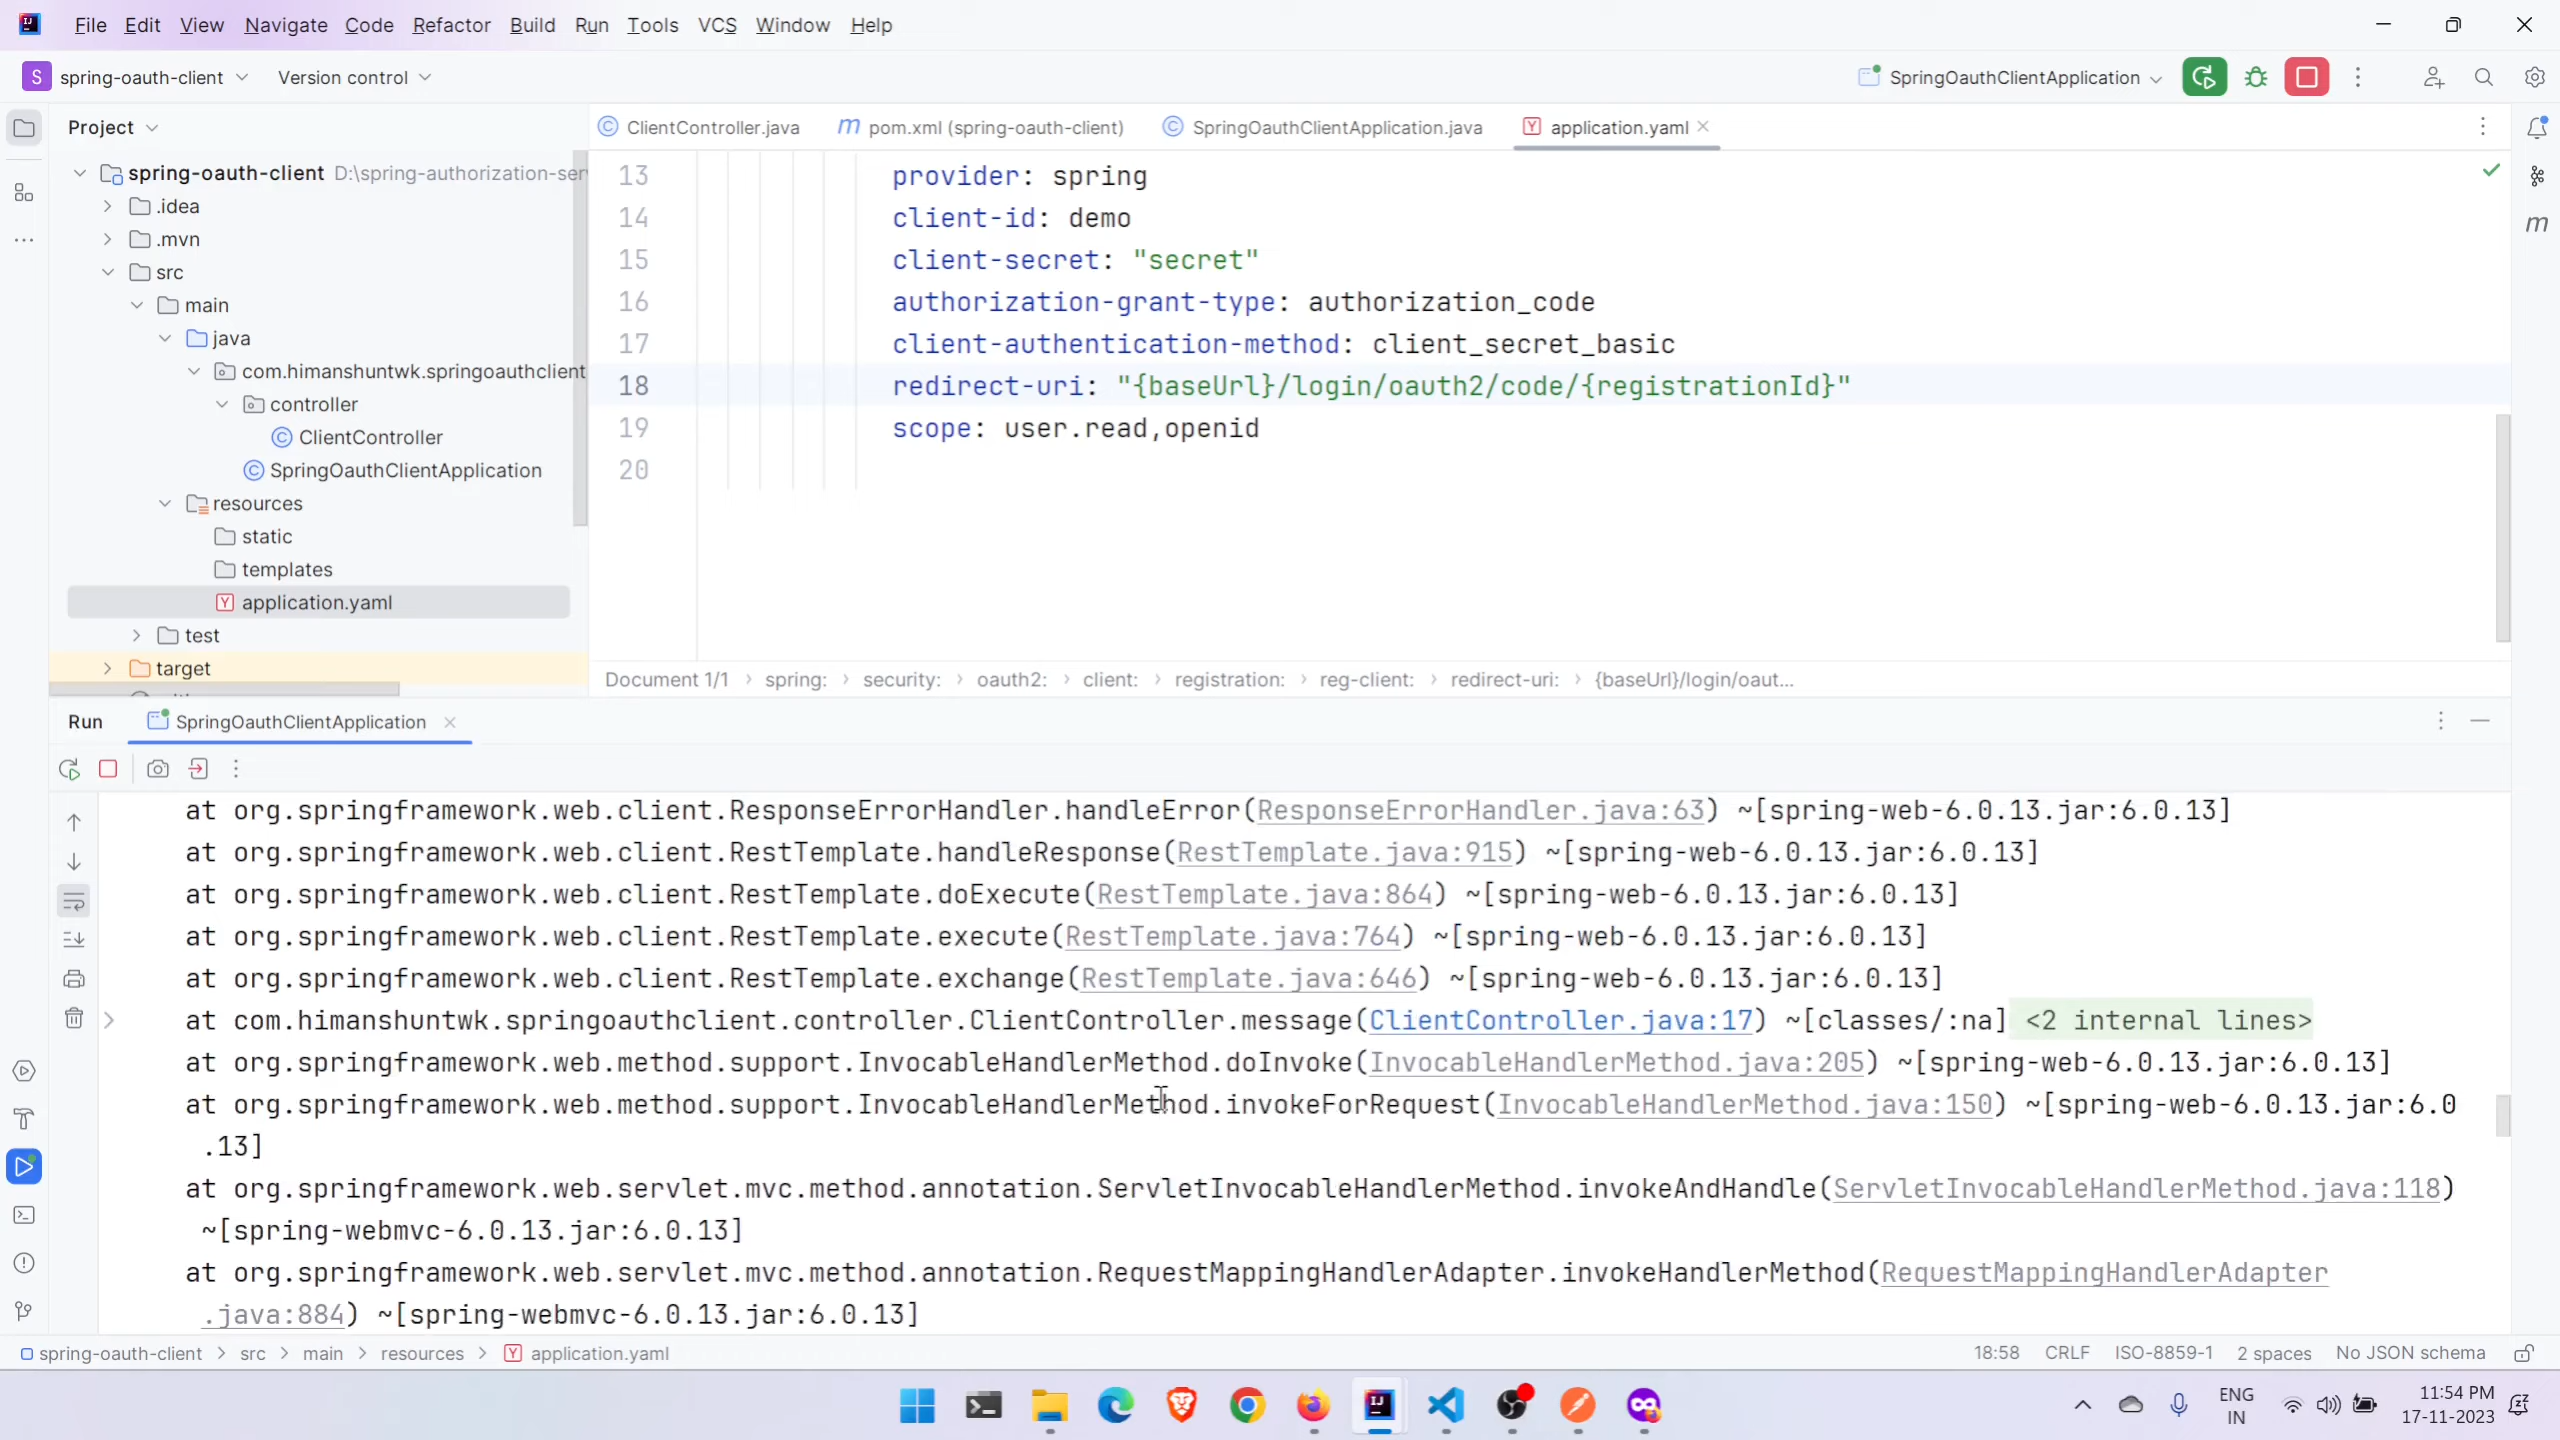 File Edit View Navigate Code Refactor Build Run Tools VCS Window Help
S spring-oauth-client Version control SpringOauthClientApplication
Project
ClientController.java pom.xml (spring-oauth-client) SpringOauthClientApplication.java application.yaml
spring-oauth-client D:\spring-authorization-ser
.idea
.mvn
src
main
java
com.himanshuntwk.springoauthclient
controller
ClientController
SpringOauthClientApplication
resources
static
templates
application.yaml
test
target
13 provider: spring
14 client-id: demo
15 client-secret: "secret"
16 authorization-grant-type: authorization_code
17 client-authentication-method: client_secret_basic
18 redirect-uri: "{baseUrl}/login/oauth2/code/{registrationId}"
19 scope: user.read,openid
20
Document 1/1 › spring: › security: › oauth2: › client: › registration: › reg-client: › redirect-uri: › {baseUrl}/login/oaut...
Run SpringOauthClientApplication
at org.springframework.web.client.ResponseErrorHandler.handleError(ResponseErrorHandler.java:63) ~[spring-web-6.0.13.jar:6.0.13]
at org.springframework.web.client.RestTemplate.handleResponse(RestTemplate.java:915) ~[spring-web-6.0.13.jar:6.0.13]
at org.springframework.web.client.RestTemplate.doExecute(RestTemplate.java:864) ~[spring-web-6.0.13.jar:6.0.13]
at org.springframework.web.client.RestTemplate.execute(RestTemplate.java:764) ~[spring-web-6.0.13.jar:6.0.13]
at org.springframework.web.client.RestTemplate.exchange(RestTemplate.java:646) ~[spring-web-6.0.13.jar:6.0.13]
at com.himanshuntwk.springoauthclient.controller.ClientController.message(ClientController.java:17) ~[classes/:na] <2 internal lines>
at org.springframework.web.method.support.InvocableHandlerMethod.doInvoke(InvocableHandlerMethod.java:205) ~[spring-web-6.0.13.jar:6.0.13]
at org.springframework.web.method.support.InvocableHandlerMethod.invokeForRequest(InvocableHandlerMethod.java:150) ~[spring-web-6.0.13.jar:6.0
.13]
at org.springframework.web.servlet.mvc.method.annotation.ServletInvocableHandlerMethod.invokeAndHandle(ServletInvocableHandlerMethod.java:118)
~[spring-webmvc-6.0.13.jar:6.0.13]
at org.springframework.web.servlet.mvc.method.annotation.RequestMappingHandlerAdapter.invokeHandlerMethod(RequestMappingHandlerAdapter
.java:884) ~[spring-webmvc-6.0.13.jar:6.0.13]
spring-oauth-client › src › main › resources › application.yaml 18:58 CRLF ISO-8859-1 2 spaces No JSON schema
ENG
IN
11:54 PM
17-11-2023